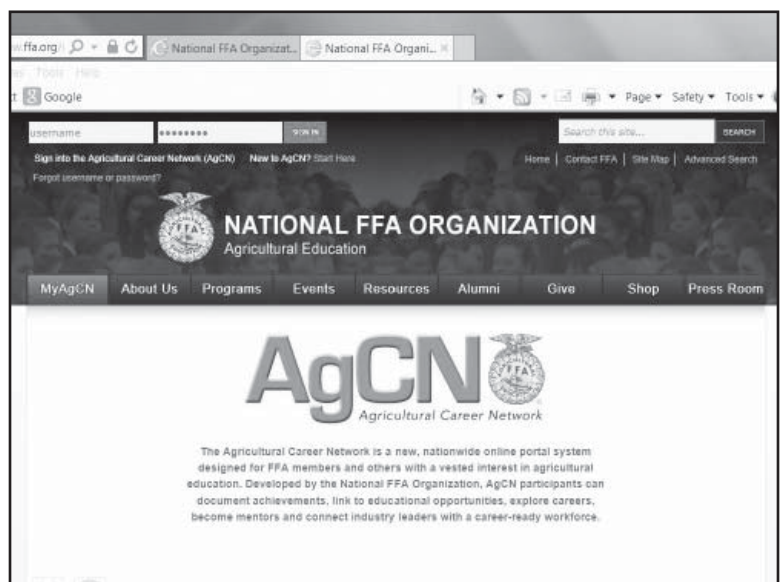 w.ffa.org
National FFA Organizat...
National FFA Organi...
Tools Help
Google
Page
Safety
Tools
username
SIGN IN
Search this site...
SEARCH
Sign into the Agricultural Career Network (AgCN) New to AgCN? Start Here
Home | Contact FFA | Site Map | Advanced Search
Forgot username or password?
FFA
NATIONAL FFA ORGANIZATION
Agricultural Education
MyAgCN About Us Programs Events Resources Alumni Give Shop Press Room
AgCN
FFA
Agricultural Career Network
The Agricultural Career Network is a new, nationwide online portal system
designed for FFA members and others with a vested interest in agricultural
education. Developed by the National FFA Organization, AgCN participants can
document achievements, link to educational opportunities, explore careers,
become mentors and connect industry leaders with a career-ready workforce.